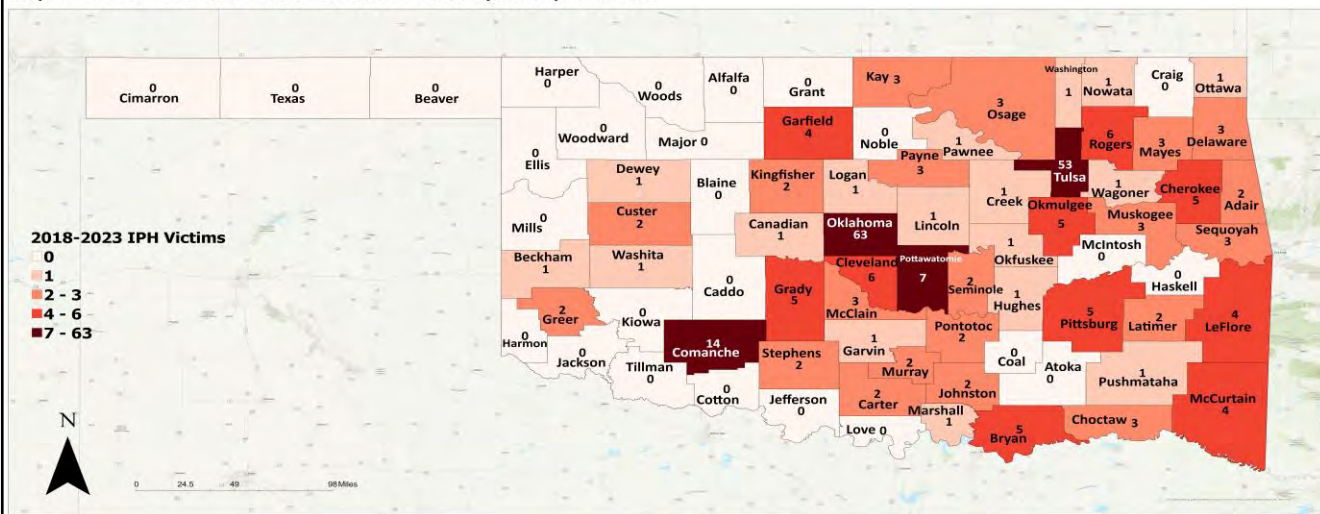 Harper
0
0
Woods
Alfalfa
0
0
Grant
Kay 3
3
Osage
Washington
1
1
Nowata
Craig
0
1
Ottawa
0
Cimarron
0
Texas
0
Beaver
0
Ellis
0
Woodward
Major 0
Garfield
4
0
Noble
1
Pawnee
Payne
3
53
Tulsa
6
Rogers
3
Mayes
3
Delaware
Dewey
1
Blaine
0
Kingfisher
2
Logan
1
1
Creek
1
Wagoner
Cherokee
5
2
Adair
0
Mills
Custer
2
Canadian
1
Oklahoma
63
1
Lincoln
Okmulgee
5
Muskogee
3
Sequoyah
3
2018-2023 IPH Victims
0
1
2 - 3
4 - 6
7 - 63
Beckham
1
Washita
1
0
Caddo
Grady
5
Cleveland
6
Pottawatomie
7
2
Seminole
1
Okfuskee
McIntosh
0
0
Haskell
2
Greer
0
Kiowa
3
McClain
1
Hughes
5
Pittsburg
2
Latimer
4
LeFlore
0
Harmon
0
Jackson
14
Comanche
Stephens
2
1
Garvin
Pontotoc
2
2
Murray
0
Coal
Atoka
0
1
Pushmataha
Tillman
0
0
Cotton
Jefferson
0
2
Carter
2
Johnston
Marshall
1
Love 0
5
Bryan
Choctaw 3
McCurtain
4
N
0 24.5 49 98 Miles